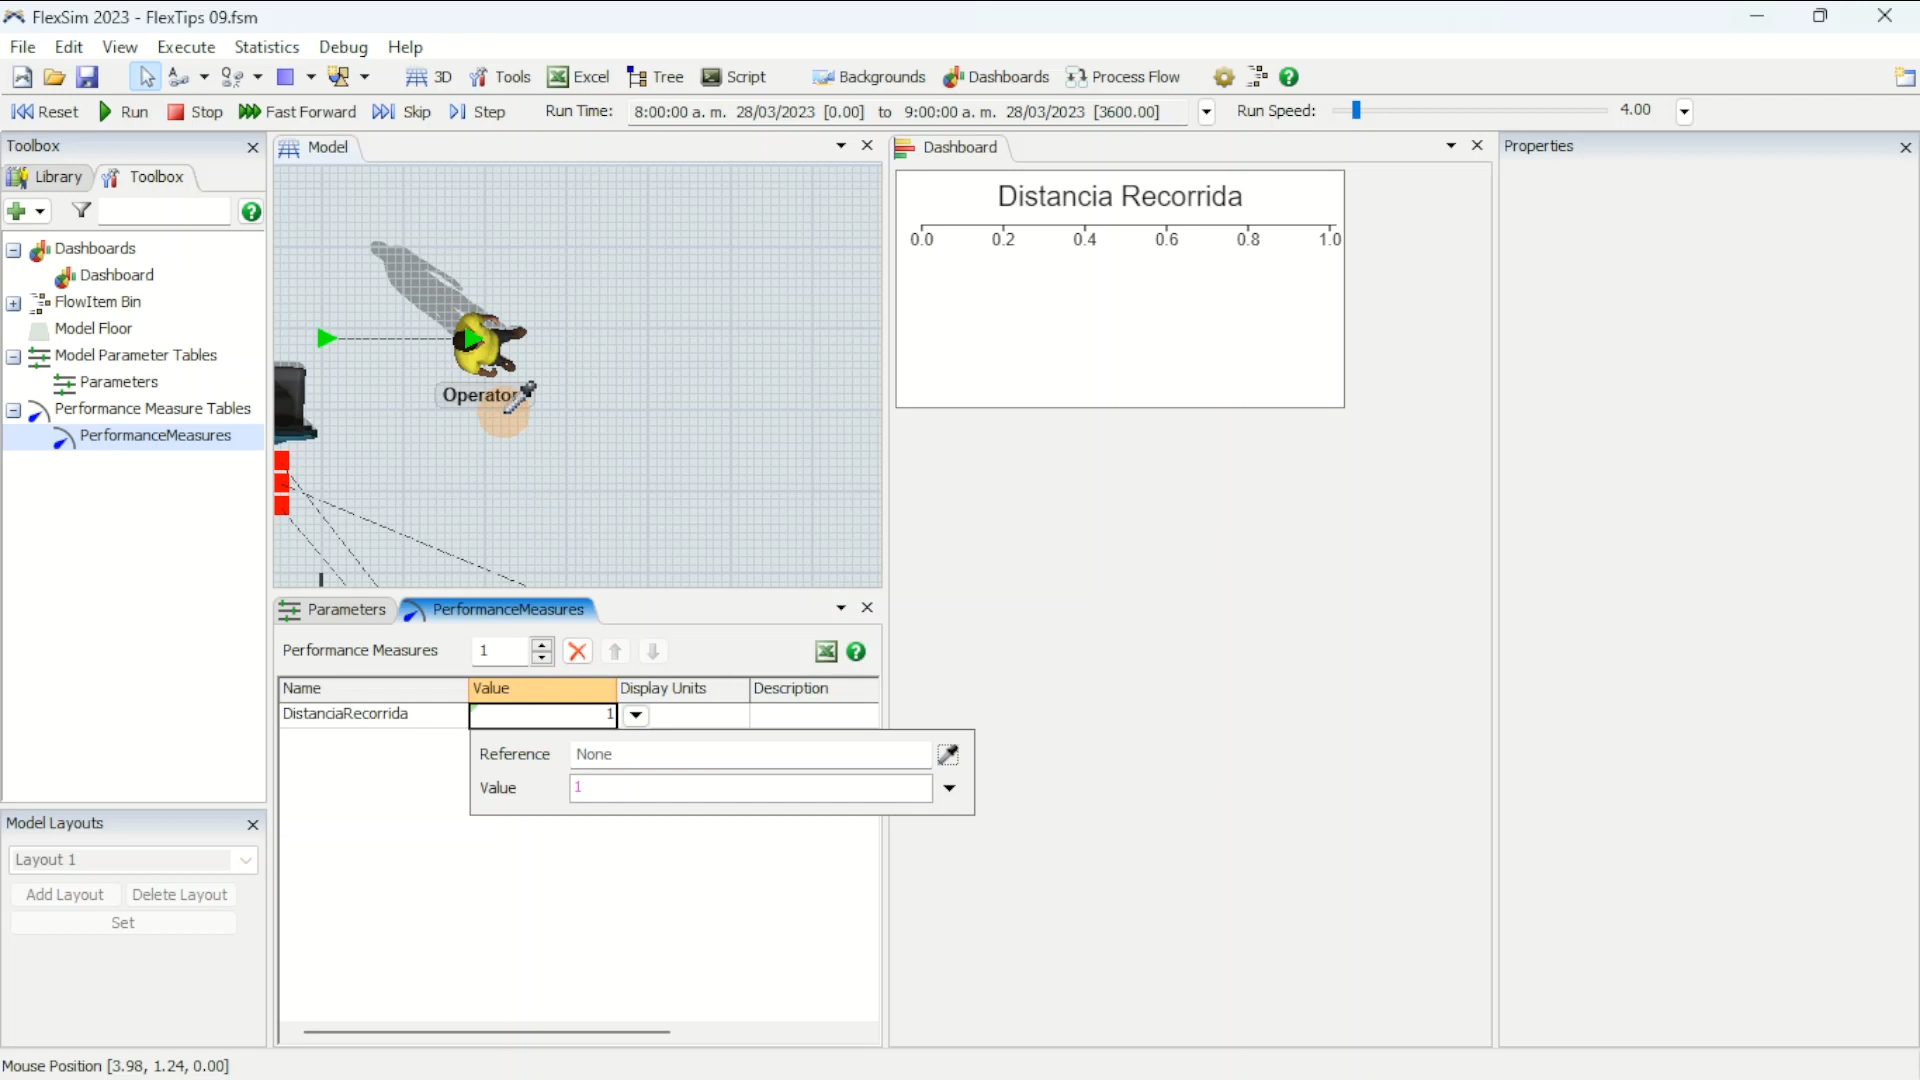 FlexSim 2023 - FlexTips 09.fsm
File Edit View Execute Statistics Debug Help
3D Tools Excel Tree Script Backgrounds Dashboards Process Flow
Reset Run Stop Fast Forward Skip Step Run Time: 8:00:00 a. m. 28/03/2023 [0.00] to 9:00:00 a. m. 28/03/2023 [3600.00] Run Speed: 4.00
Toolbox
Library Toolbox
Dashboards
Dashboard
FlowItem Bin
Model Floor
Model Parameter Tables
Parameters
Performance Measure Tables
PerformanceMeasures
Model Layouts
Layout 1
Add Layout Delete Layout
Set
Model
Operator
Parameters PerformanceMeasures
Performance Measures 1
Name Value Display Units Description
DistanciaRecorrida 1
Reference None
Value 1
Dashboard
Distancia Recorrida
0.0 0.2 0.4 0.6 0.8 1.0
Properties
Mouse Position [3.98, 1.24, 0.00]